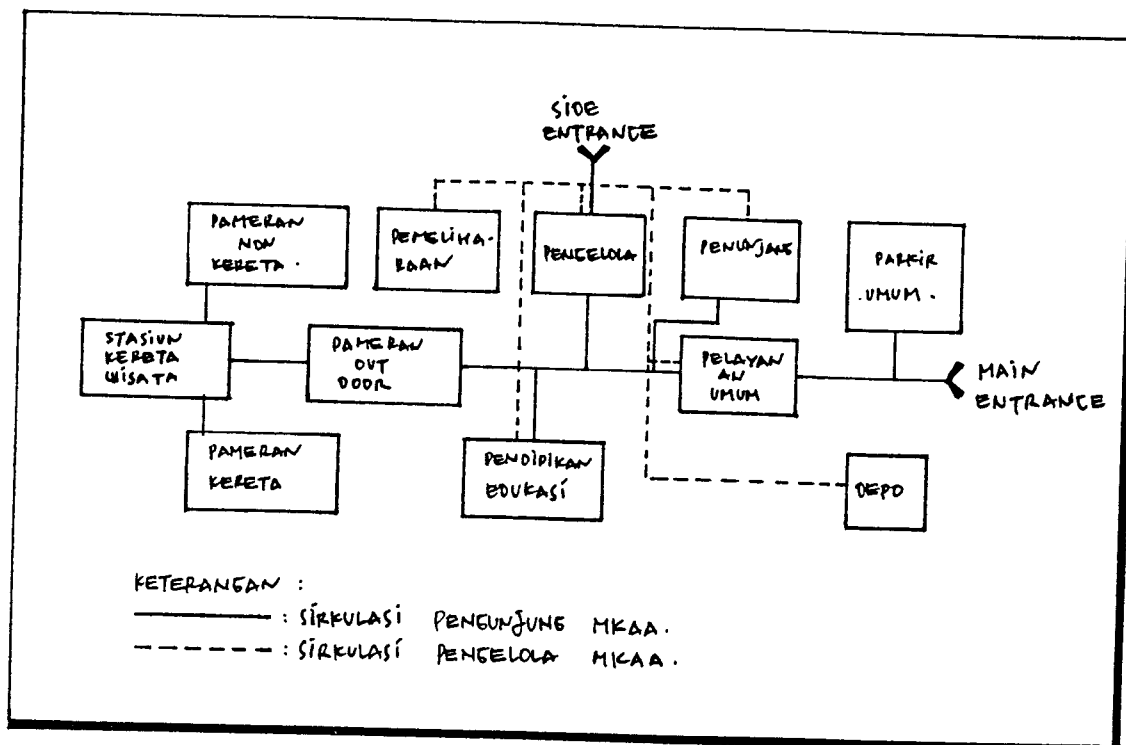 SIDE
ENTRANCE
PAMERAN
NON
KERETA .
PEMELIHA-
RAAN
PENGELOLA
PENUNJANG
PARKIR
. UMUM .
STASIUN
KERETA
WISATA
PAMERAN
OUT
DOOR
PELAYAN
AN
UMUM
MAIN
ENTRANCE
PAMERAN
KERETA
PENDIDIKAN
EDUKASI
DEPO
KETERANGAN :
: SIRKULASI PENGUNJUNG MKAA .
: SIRKULASI PENGELOLA MKAA .